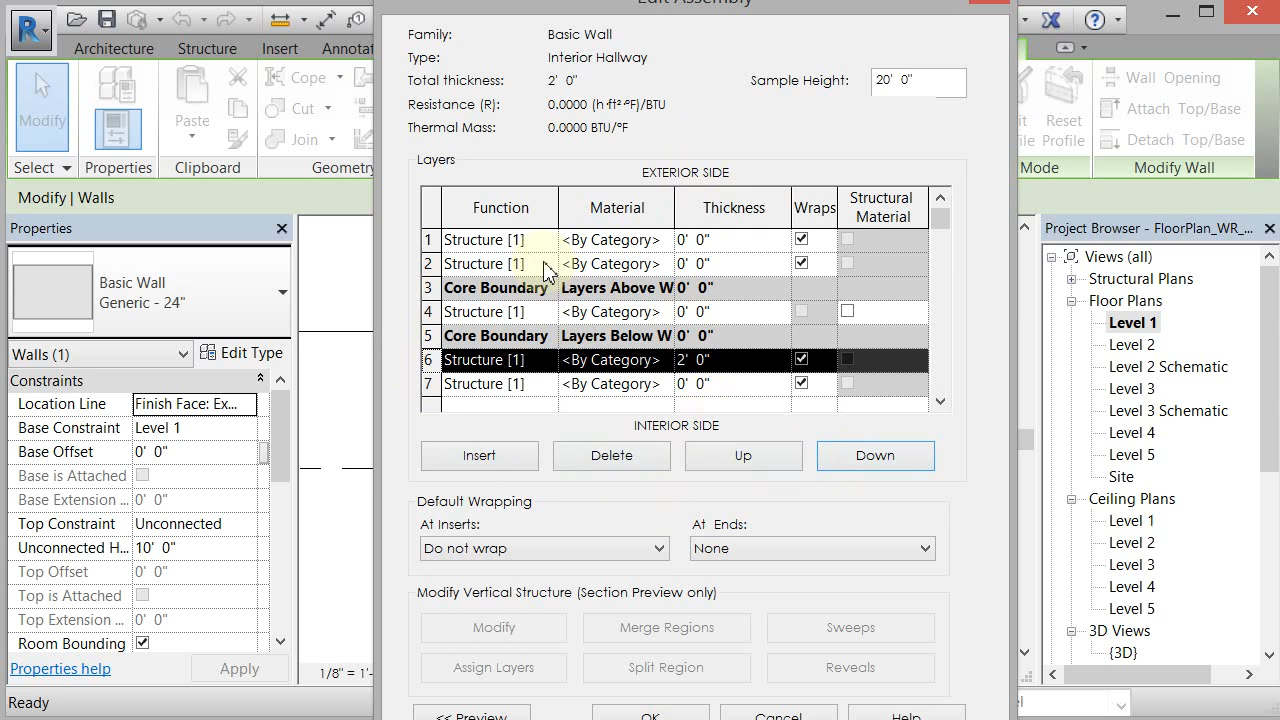 Edit Assembly
Architecture Structure Insert Annotat
Modify
Select
Properties
Paste
Clipboard
Cope
Cut
Join
Geometry
Reset
Profile
Mode
Wall Opening
Attach Top/Base
Detach Top/Base
Modify Wall
Modify | Walls
Properties
Basic Wall
Generic - 24"
Walls (1) Edit Type
Constraints
Location Line Finish Face: Ex...
Base Constraint Level 1
Base Offset 0' 0"
Base is Attached
Base Extension ... 0' 0"
Top Constraint Unconnected
Unconnected H... 10' 0"
Top Offset 0' 0"
Top is Attached
Top Extension ... 0' 0"
Room Bounding
Properties help Apply
Ready
1/8" = 1'-
Family: Basic Wall
Type: Interior Hallway
Total thickness: 2' 0" Sample Height: 20' 0"
Resistance (R): 0.0000 (h·ft²·°F)/BTU
Thermal Mass: 0.0000 BTU/°F
Layers
EXTERIOR SIDE
Function Material Thickness Wraps Structural Material
1 Structure [1] <By Category> 0' 0"
2 Structure [1] <By Category> 0' 0"
3 Core Boundary Layers Above W 0' 0"
4 Structure [1] <By Category> 0' 0"
5 Core Boundary Layers Below W 0' 0"
6 Structure [1] <By Category> 2' 0"
7 Structure [1] <By Category> 0' 0"
INTERIOR SIDE
Insert Delete Up Down
Default Wrapping
At Inserts: At Ends:
Do not wrap None
Modify Vertical Structure (Section Preview only)
Modify Merge Regions Sweeps
Assign Layers Split Region Reveals
<< Preview OK Cancel Help
Project Browser - FloorPlan_WR_...
Views (all)
Structural Plans
Floor Plans
Level 1
Level 2
Level 2 Schematic
Level 3
Level 3 Schematic
Level 4
Level 5
Site
Ceiling Plans
Level 1
Level 2
Level 3
Level 4
Level 5
3D Views
{3D}